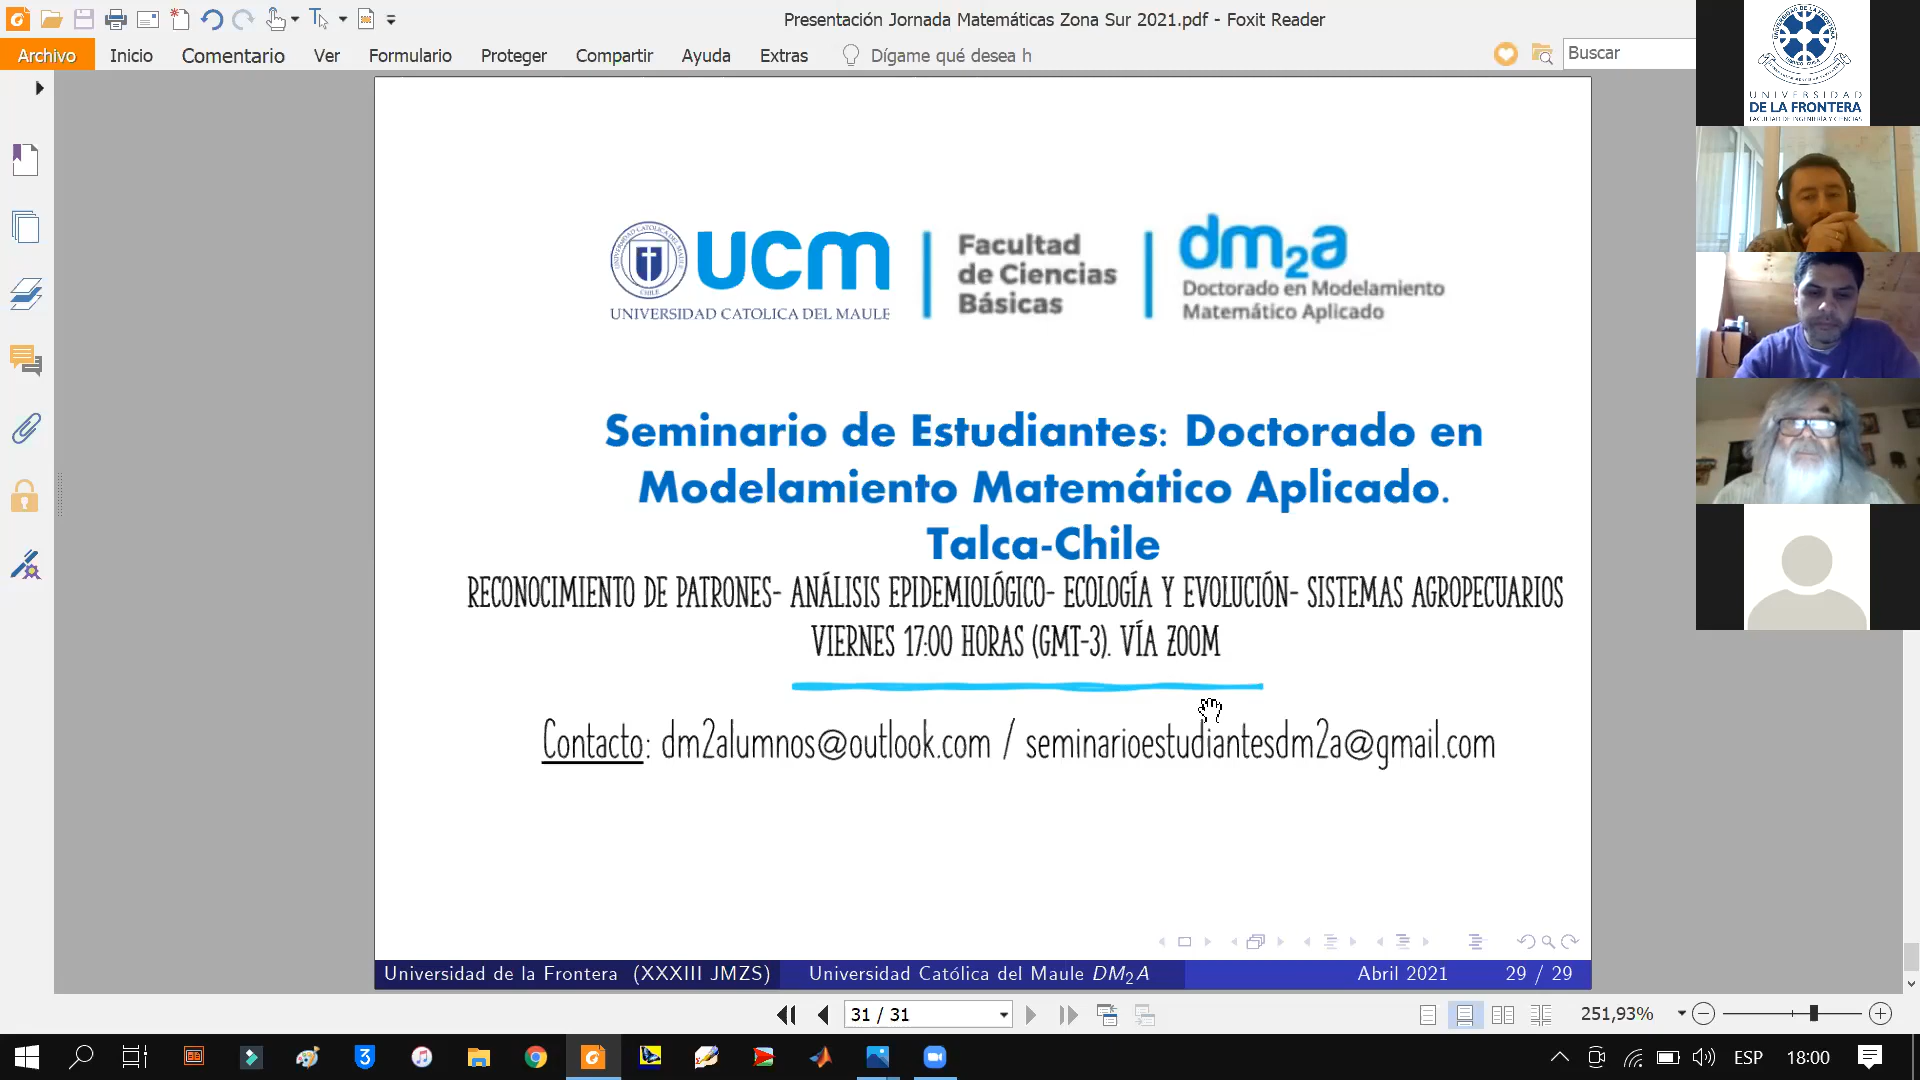 Presentación Jornada Matemáticas Zona Sur 2021.pdf - Foxit Reader
Archivo Inicio Comentario Ver Formulario Proteger Compartir Ayuda Extras Dígame qué desea h Buscar
UNIVERSIDAD
DE LA FRONTERA
FACULTAD DE INGENIERÍA Y CIENCIAS
ucm
UNIVERSIDAD CATOLICA DEL MAULE
Facultad
de Ciencias
Básicas
dm2a
Doctorado en Modelamiento
Matemático Aplicado
Seminario de Estudiantes: Doctorado en
Modelamiento Matemático Aplicado.
Talca-Chile
RECONOCIMIENTO DE PATRONES- ANÁLISIS EPIDEMIOLÓGICO- ECOLOGÍA Y EVOLUCIÓN- SISTEMAS AGROPECUARIOS
VIERNES 17:00 HORAS (GMT-3). VÍA ZOOM
Contacto: dm2alumnos@outlook.com / seminarioestudiantesdm2a@gmail.com
Universidad de la Frontera (XXXIII JMZS) Universidad Católica del Maule DM2A Abril 2021 29 / 29
31 / 31 251,93%
ESP 18:00